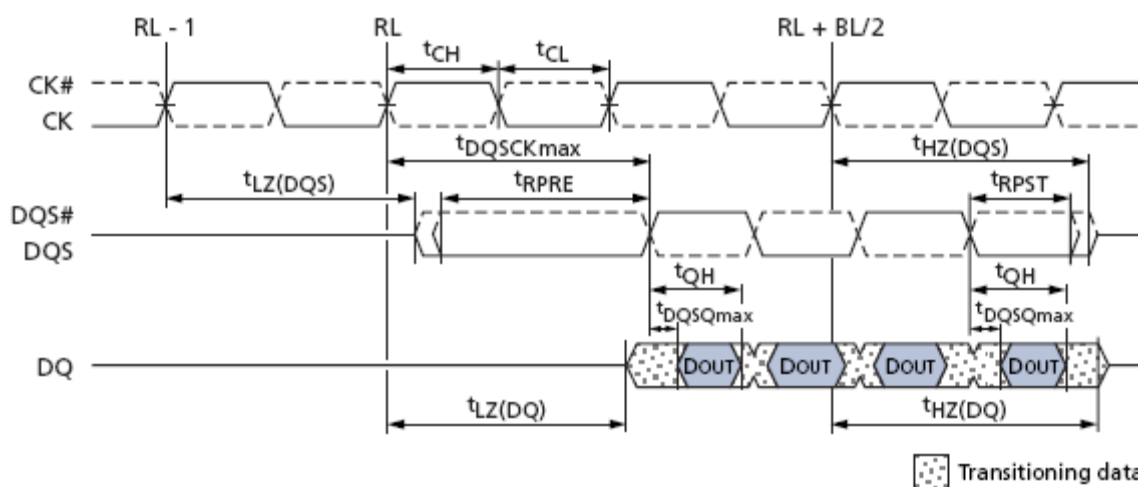 RL - 1 RL RL + BL/2
tCH tCL
CK#
CK
tDQSCKmax tHZ(DQS)
tLZ(DQS) tRPRE tRPST
DQS#
DQS
tQH tQH
tDQSQmax tDQSQmax
DQ DOUT DOUT DOUT DOUT
tLZ(DQ) tHZ(DQ)
Transitioning data